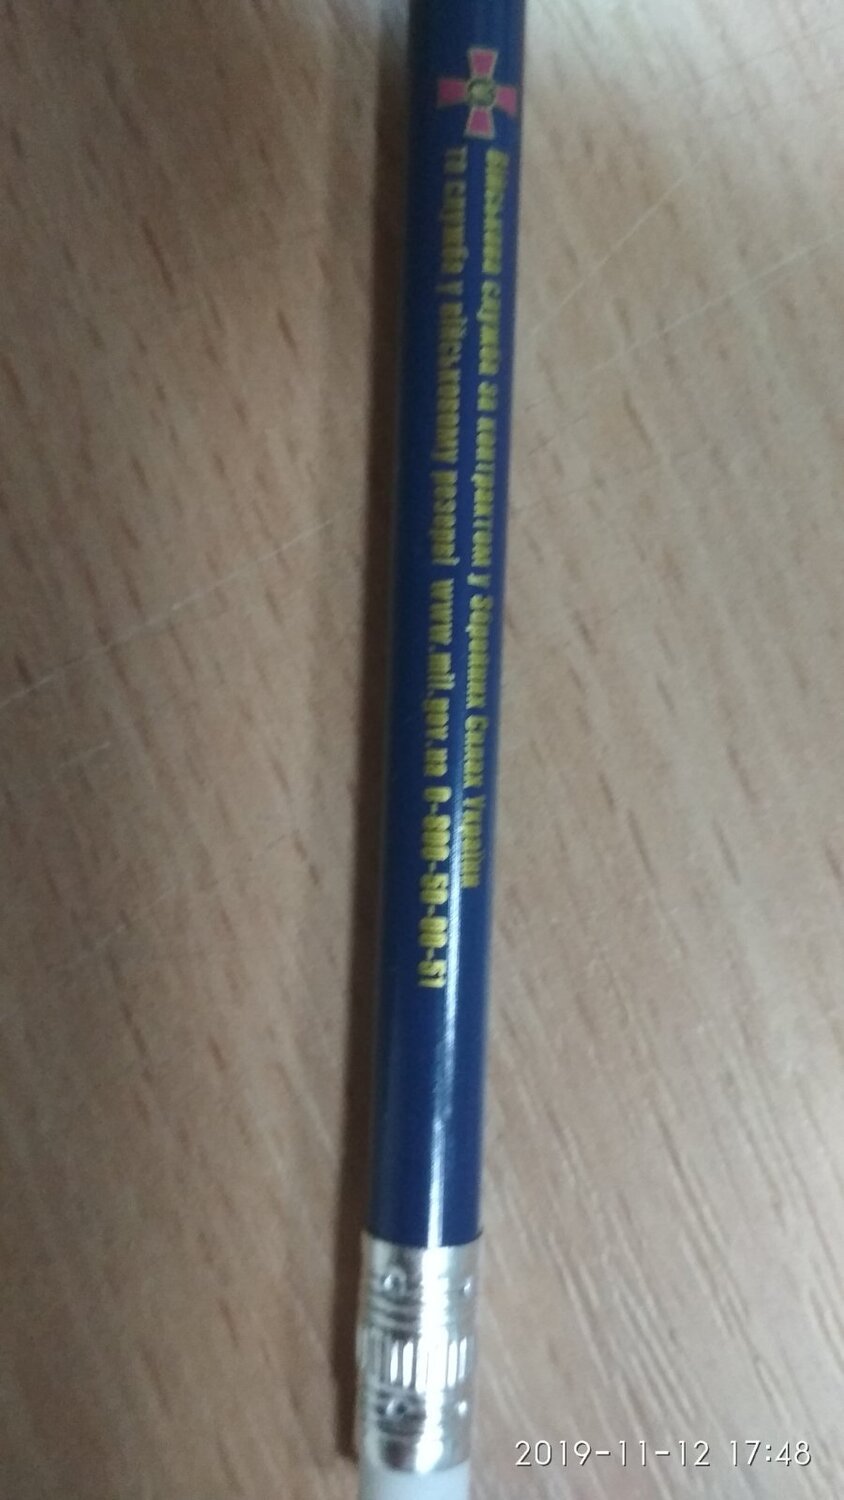 Військова служба за контрактом у Збройних Силах України
та служба у військовому резерві www.mil.gov.ua 0-800-50-00-51
2019-11-12 17:48